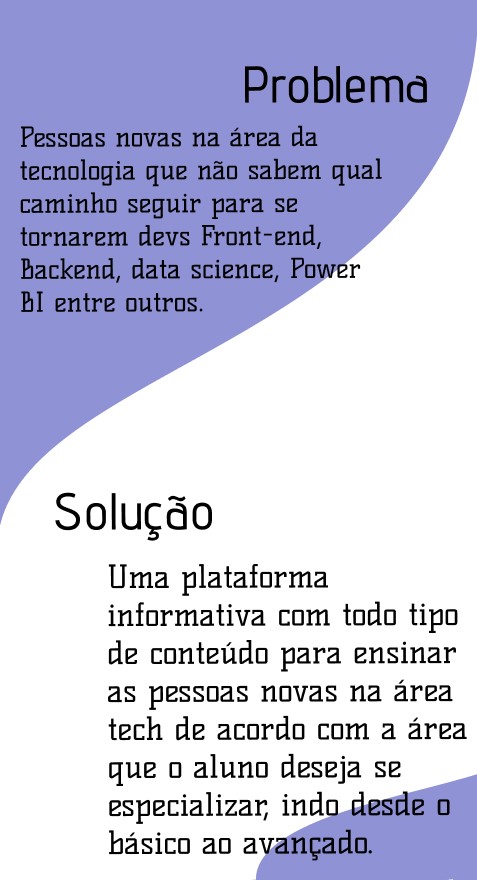 Problema
Pessoas novas na área da
tecnologia que não sabem qual
caminho seguir para se
tornarem devs Front-end,
Backend, data science, Power
BI entre outros.
Solução
Uma plataforma
informativa com todo tipo
de conteúdo para ensinar
as pessoas novas na área
tech de acordo com a área
que o aluno deseja se
especializar, indo desde o
básico ao avançado.